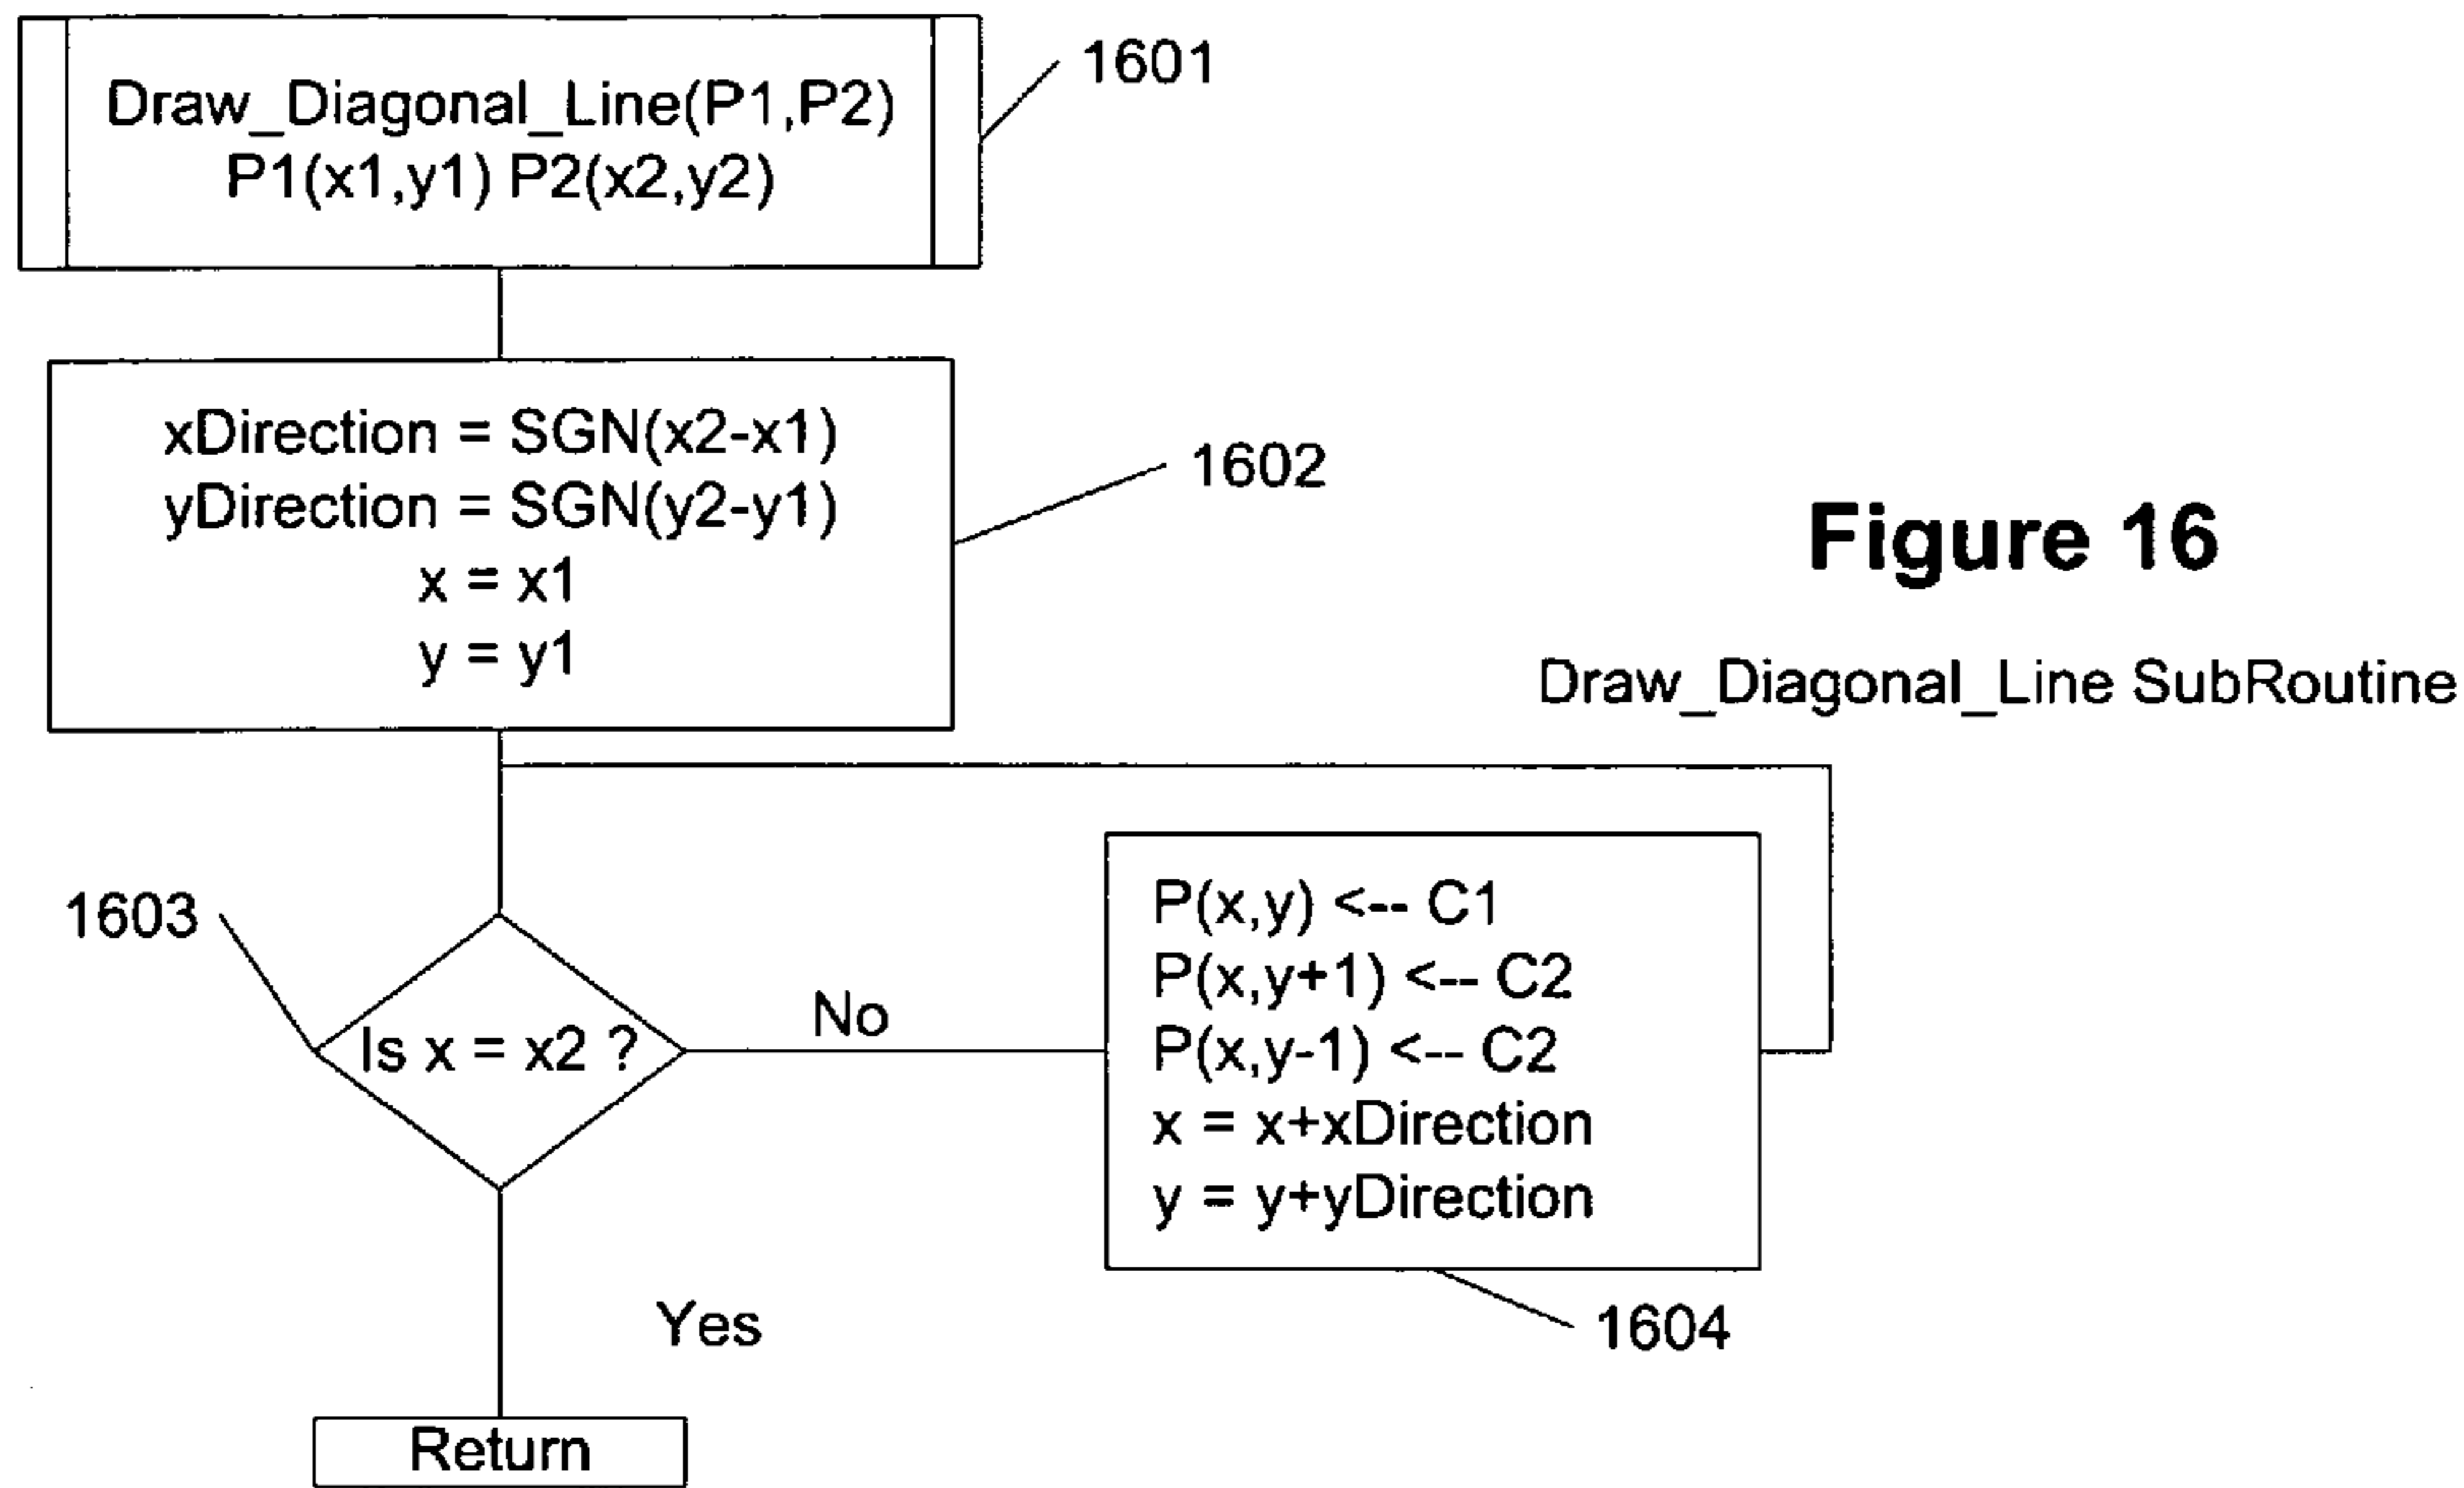 Draw_Diagonal_Line(P1,P2)
P1(x1,y1) P2(x2,y2)
1601
xDirection = SGN(x2-x1)
yDirection = SGN(y2-y1)
x = x1
y = y1
1602
Figure 16
Draw_Diagonal_Line SubRoutine
1603
Is x = x2 ?
No
P(x,y) <-- C1
P(x,y+1) <-- C2
P(x,y-1) <-- C2
x = x+xDirection
y = y+yDirection
1604
Yes
Return